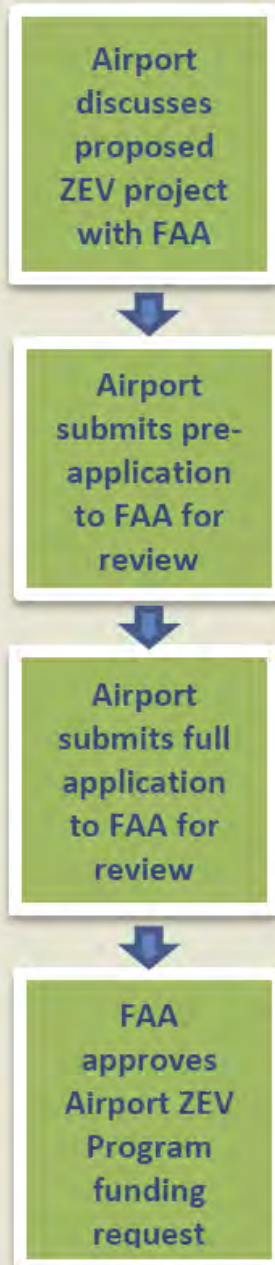 Airport
discusses
proposed
ZEV project
with FAA
Airport
submits pre-
application
to FAA for
review
Airport
submits full
application
to FAA for
review
FAA
approves
Airport ZEV
Program
funding
request